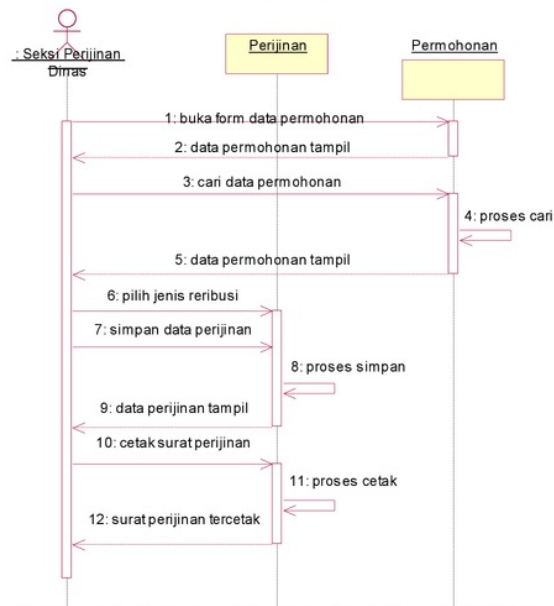 : Seksi Perijinan
Dinas
Perijinan
Permohonan
1: buka form data permohonan
2: data permohonan tampil
3: cari data permohonan
4: proses cari
5: data permohonan tampil
6: pilih jenis reribusi
7: simpan data perijinan
8: proses simpan
9: data perijinan tampil
10: cetak surat perijinan
11: proses cetak
12: surat perijinan tercetak